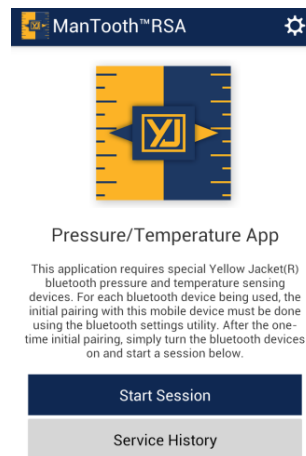 ManTooth™RSA
YJ
Pressure/Temperature App
This application requires special Yellow Jacket(R)
bluetooth pressure and temperature sensing
devices. For each bluetooth device being used, the
initial pairing with this mobile device must be done
using the bluetooth settings utility. After the one-
time initial pairing, simply turn the bluetooth devices
on and start a session below.
Start Session
Service History